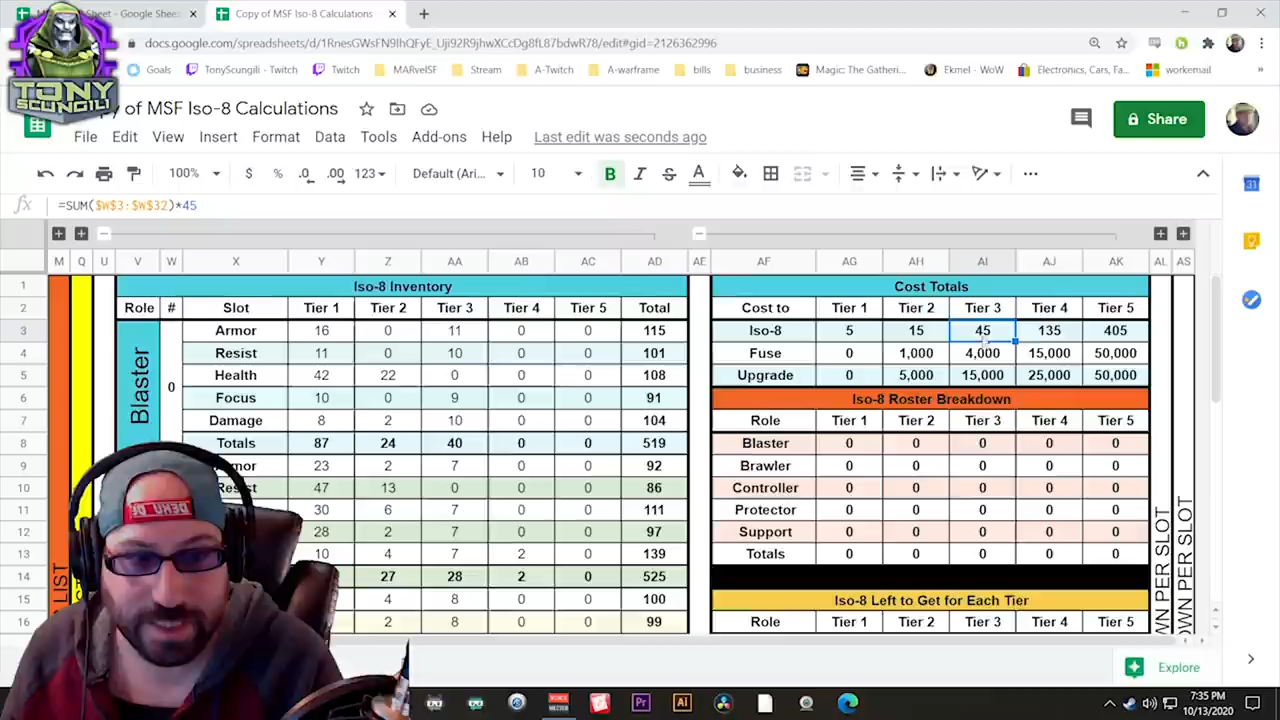 Sheet - Google Sheets
Copy of MSF Iso-8 Calculations
docs.google.com/spreadsheets/d/1RnesGWsFN9lhQFyE_Uji92R9jhwXCcDg8fL87bdwR78/edit#gid=2126362996
Goals TonyScungili - Twitch Twitch MARVelSF Stream A-Twitch A-warframe bills business Magic: The Gatheri... Ekmel - WoW Electronics, Cars, Fa... workemail
TONY
SCUNGILI
py of MSF Iso-8 Calculations
Share
File Edit View Insert Format Data Tools Add-ons Help Last edit was seconds ago
100% $ % .0 .00 123 Default (Ari... 10 B I S A
fx =SUM($W$3:$W$32)*45
M Q U V W X Y Z AA AB AC AD AE AF AG AH AI AJ AK AL AS
1 Iso-8 Inventory Cost Totals
2 Role # Slot Tier 1 Tier 2 Tier 3 Tier 4 Tier 5 Total Cost to Tier 1 Tier 2 Tier 3 Tier 4 Tier 5
3 Armor 16 0 11 0 0 115 Iso-8 5 15 45 135 405
4 Resist 11 0 10 0 0 101 Fuse 0 1,000 4,000 15,000 50,000
5 Blaster 0 Health 42 22 0 0 0 108 Upgrade 0 5,000 15,000 25,000 50,000
6 Focus 10 0 9 0 0 91 Iso-8 Roster Breakdown
7 Damage 8 2 10 0 0 104 Role Tier 1 Tier 2 Tier 3 Tier 4 Tier 5
8 Totals 87 24 40 0 0 519 Blaster 0 0 0 0 0
9 Armor 23 2 7 0 0 92 Brawler 0 0 0 0 0
10 Resist 47 13 0 0 0 86 Controller 0 0 0 0 0
11 30 6 7 0 0 111 Protector 0 0 0 0 0
12 28 2 7 0 0 97 Support 0 0 0 0 0
13 10 4 7 2 0 139 Totals 0 0 0 0 0
14 27 28 2 0 525
15 4 8 0 0 100 Iso-8 Left to Get for Each Tier
16 2 8 0 0 99 Role Tier 1 Tier 2 Tier 3 Tier 4 Tier 5
LIST
OWN PER SLOT
OWN PER SLOT
Explore
7:35 PM
10/13/2020